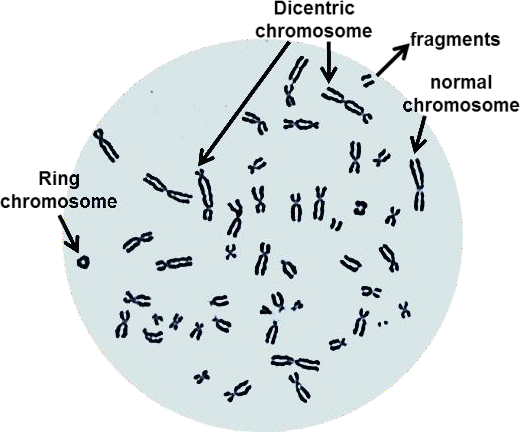 Dicentric
chromosome
fragments
normal
chromosome
Ring
chromosome